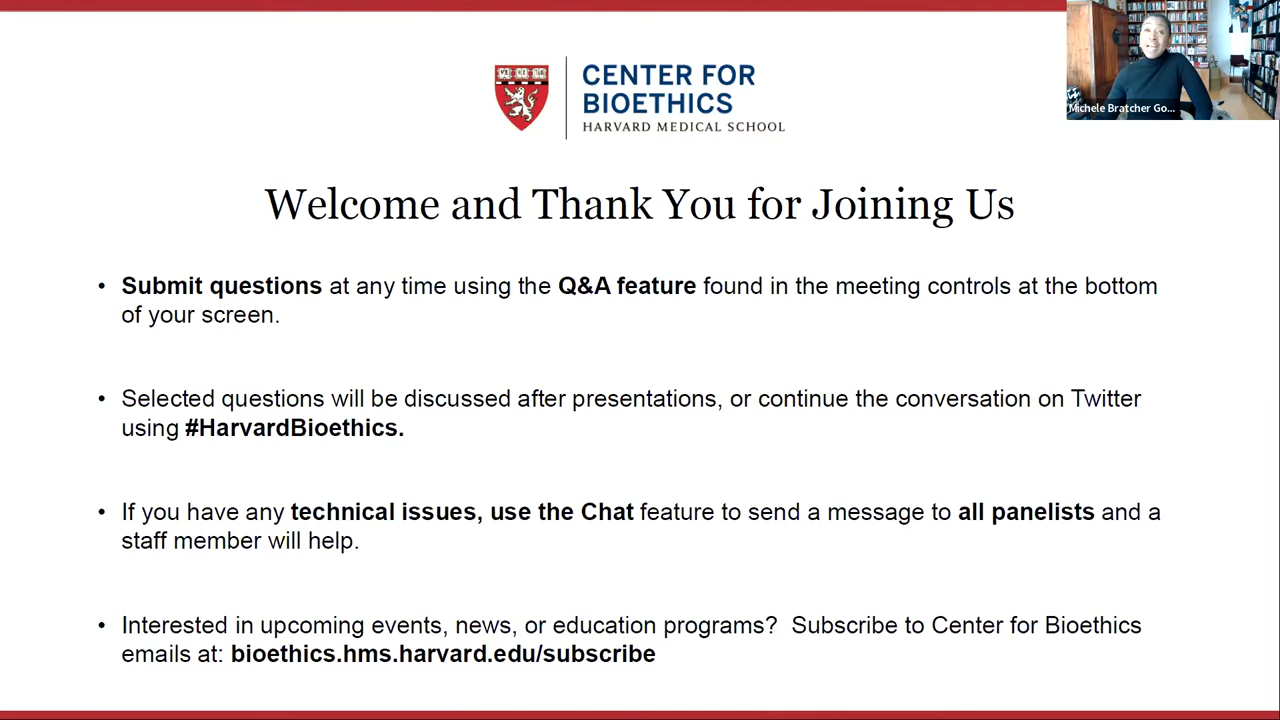 CENTER FOR
BIOETHICS
HARVARD MEDICAL SCHOOL
Michele Bratcher Go...
Welcome and Thank You for Joining Us
• Submit questions at any time using the Q&A feature found in the meeting controls at the bottom
of your screen.
• Selected questions will be discussed after presentations, or continue the conversation on Twitter
using #HarvardBioethics.
• If you have any technical issues, use the Chat feature to send a message to all panelists and a
staff member will help.
• Interested in upcoming events, news, or education programs?  Subscribe to Center for Bioethics
emails at: bioethics.hms.harvard.edu/subscribe